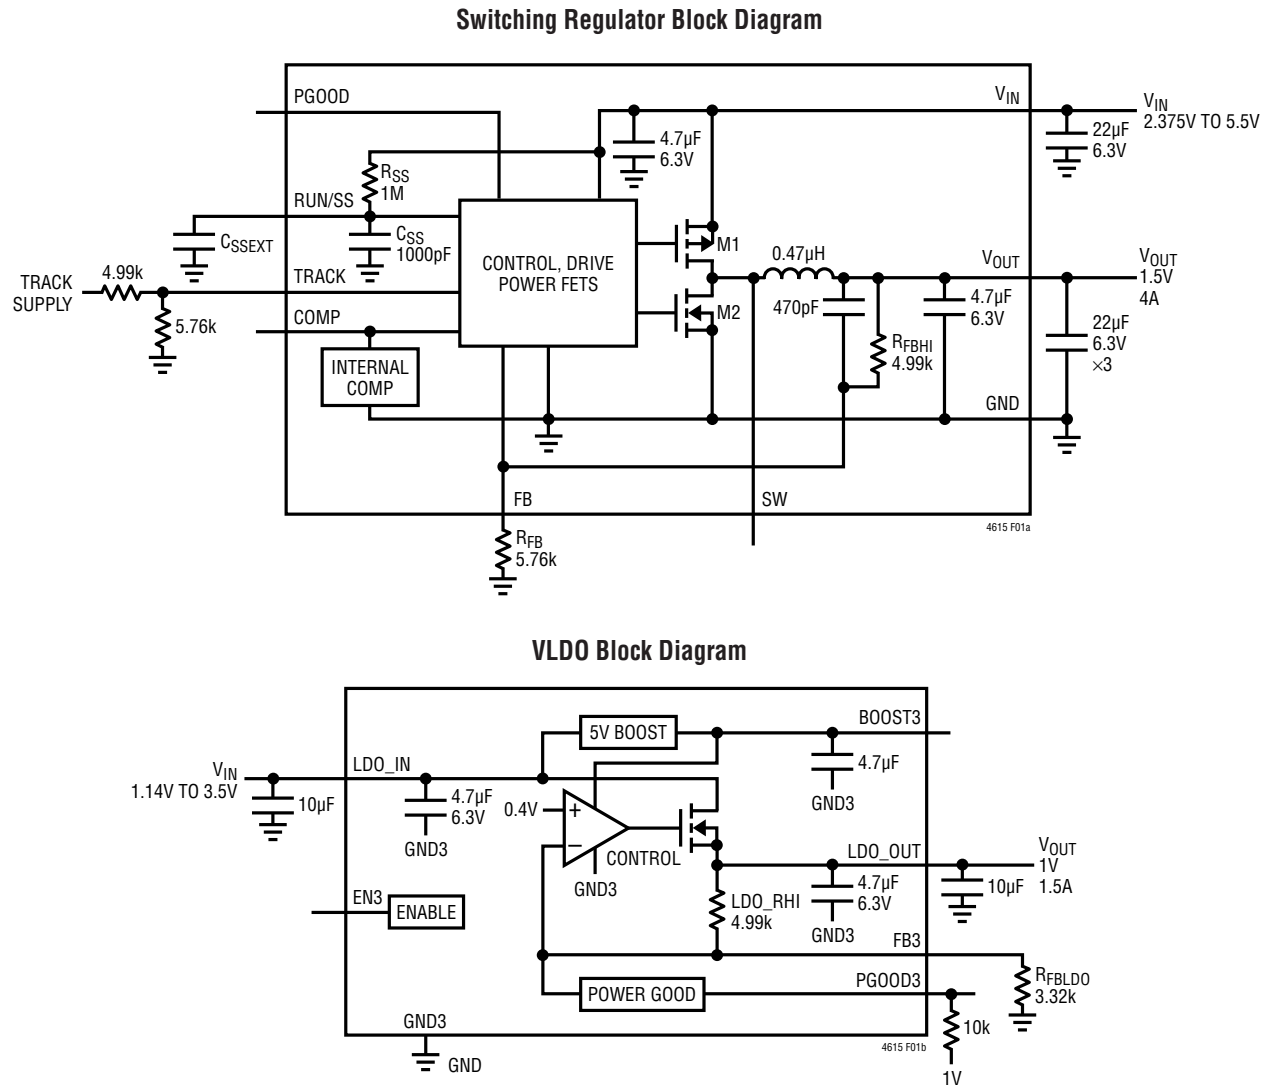 Switching Regulator Block Diagram
PGOOD
VIN
VIN
2.375V TO 5.5V
4.7µF
6.3V
22µF
6.3V
RSS
1M
RUN/SS
CSSEXT
CSS
1000pF
CONTROL, DRIVE
POWER FETS
M1
0.47µH
VOUT
VOUT
1.5V
4A
TRACK
SUPPLY
4.99k
TRACK
5.76k
COMP
M2
470pF
4.7µF
6.3V
22µF
6.3V
×3
RFBHI
4.99k
INTERNAL
COMP
GND
FB
SW
4615 F01a
RFB
5.76k
VLDO Block Diagram
5V BOOST
BOOST3
4.7µF
GND3
VIN
1.14V TO 3.5V
LDO_IN
10µF
4.7µF
6.3V
GND3
0.4V
+
–
CONTROL
GND3
LDO_OUT
VOUT
1V
1.5A
10µF
4.7µF
6.3V
GND3
LDO_RHI
4.99k
EN3
ENABLE
FB3
RFBLDO
3.32k
POWER GOOD
PGOOD3
10k
1V
GND3
GND
4615 F01b